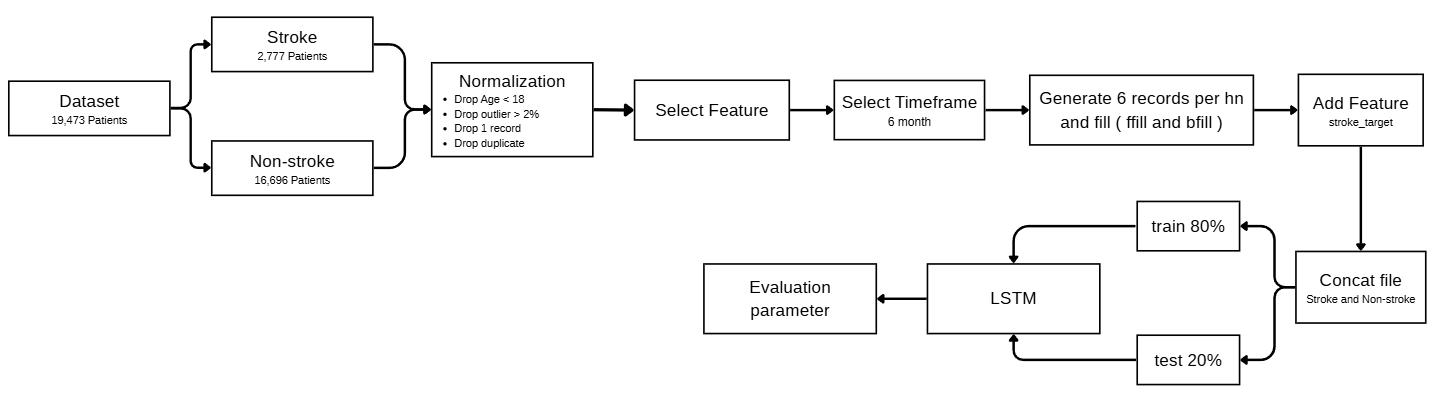 Dataset
19,473 Patients
Stroke
2,777 Patients
Non-stroke
16,696 Patients
Normalization
• Drop Age < 18
• Drop outlier > 2%
• Drop 1 record
• Drop duplicate
Select Feature
Select Timeframe
6 month
Generate 6 records per hn
and fill ( ffill and bfill )
Add Feature
stroke_target
Concat file
Stroke and Non-stroke
train 80%
test 20%
LSTM
Evaluation
parameter